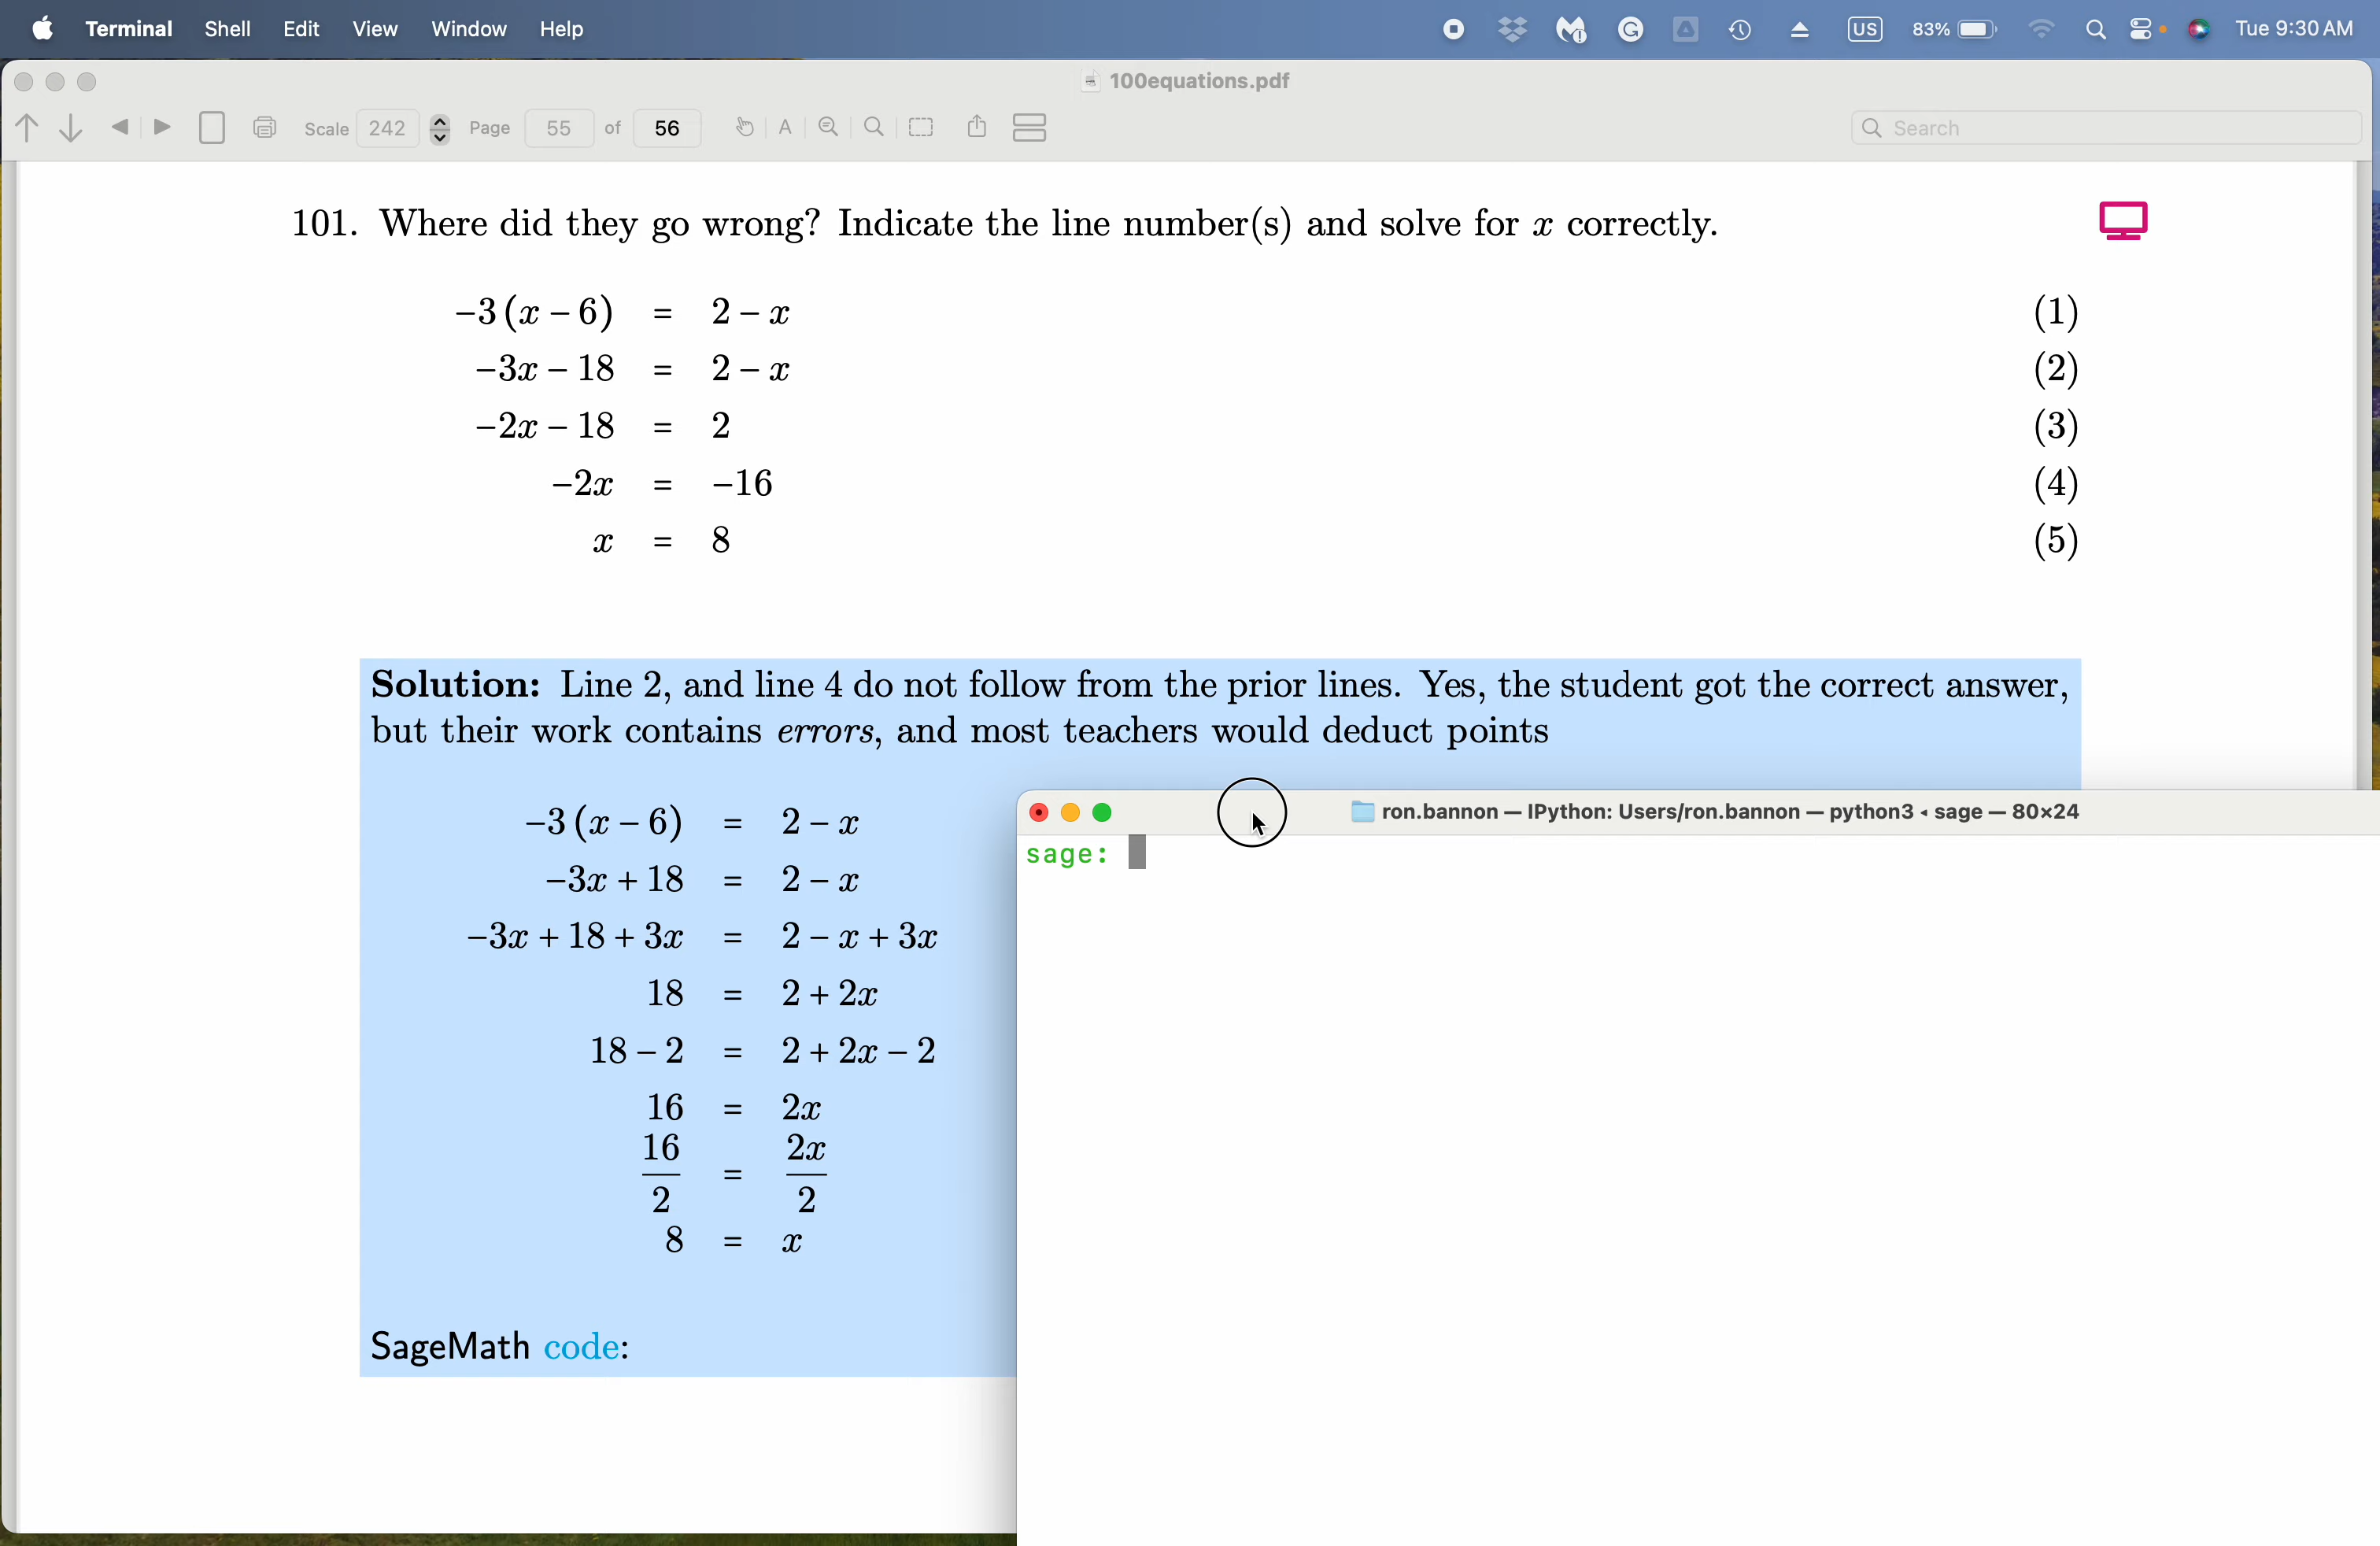 Terminal Shell Edit View Window Help US 83% Tue 9:30 AM
100equations.pdf
Scale 242 Page 55 of 56 A Search
101. Where did they go wrong? Indicate the line number(s) and solve for x correctly.
−3 (x − 6) = 2 − x (1)
−3x − 18 = 2 − x (2)
−2x − 18 = 2 (3)
−2x = −16 (4)
x = 8 (5)
Solution: Line 2, and line 4 do not follow from the prior lines. Yes, the student got the correct answer,
but their work contains errors, and most teachers would deduct points
−3 (x − 6) = 2 − x
−3x + 18 = 2 − x
−3x + 18 + 3x = 2 − x + 3x
18 = 2 + 2x
18 − 2 = 2 + 2x − 2
16 = 2x
16/2 = 2x/2
8 = x
SageMath code:
ron.bannon — IPython: Users/ron.bannon — python3 ◂ sage — 80×24
sage: